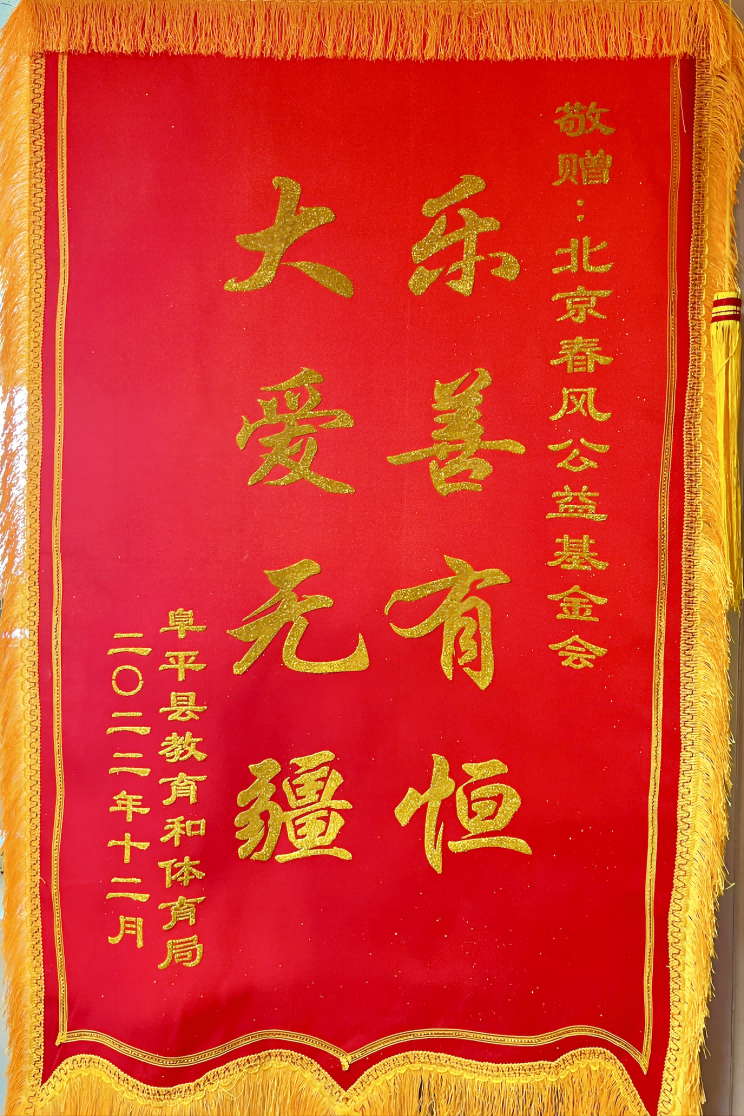 敬赠：北京春风公益基金会
乐善有恒
大爱无疆
阜平县教育和体育局
二〇二二年十二月